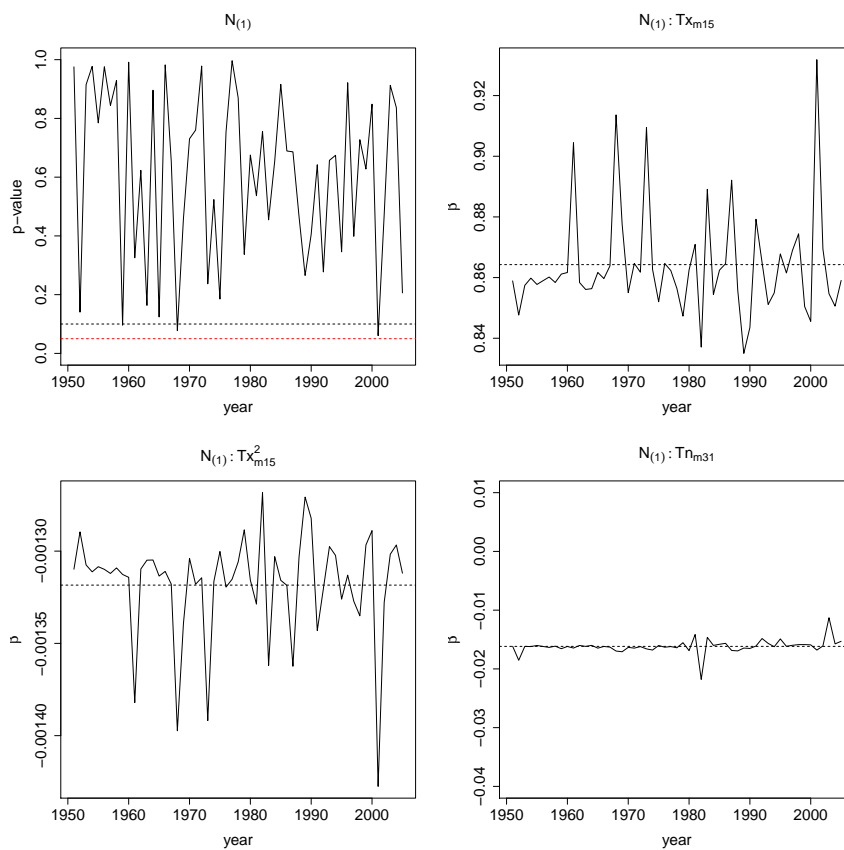 N(1)
N(1) : Txm15
p−value
0.0 0.2 0.4 0.6 0.8 1.0
1950 1960 1970 1980 1990 2000
year
β
0.84 0.86 0.88 0.90 0.92
1950 1960 1970 1980 1990 2000
year
N(1) : Tx²m15
N(1) : Tnm31
β
−0.00140 −0.00135 −0.00130
1950 1960 1970 1980 1990 2000
year
β
−0.04 −0.03 −0.02 −0.01 0.00 0.01
1950 1960 1970 1980 1990 2000
year